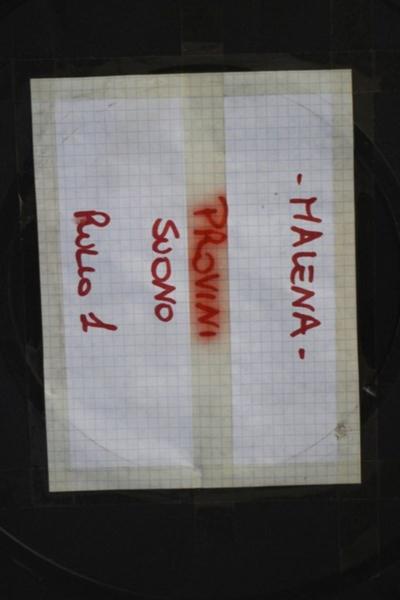 - MALENA -
PROVINI
SUONO
RULLO 1